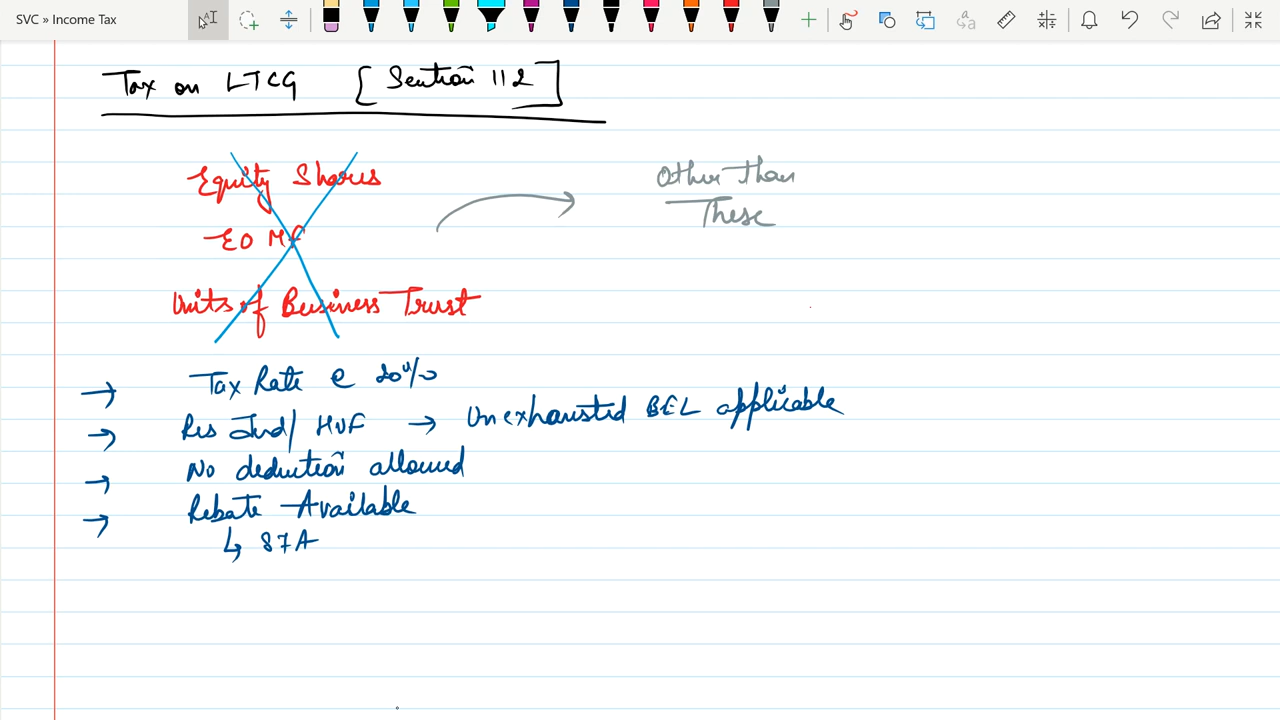 SVC » Income Tax
Tax on LTCG [Section 112]
Equity Shares
EO MF
Units of Business Trust
Other Than
These
→ Tax Rate @ 20%
→ Res Ind/ HUF → Unexhausted BEL applicable
→ No deduction allowed
→ Rebate Available
↳ 87A